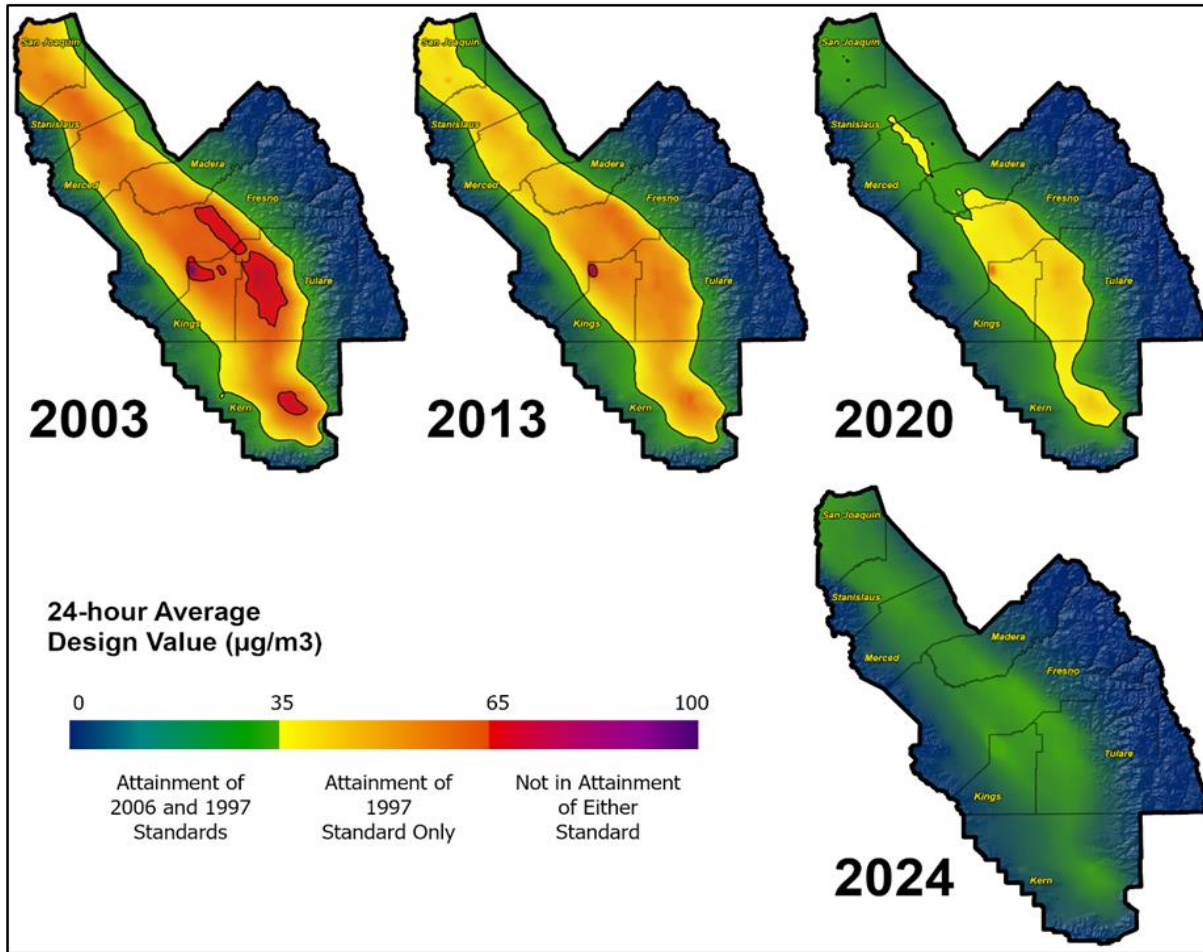 San Joaquin
Stanislaus
Madera
Merced
Fresno
Tulare
Kings
Kern
2003
San Joaquin
Stanislaus
Madera
Merced
Fresno
Tulare
Kings
Kern
2013
San Joaquin
Stanislaus
Madera
Merced
Fresno
Tulare
Kings
Kern
2020
San Joaquin
Stanislaus
Madera
Merced
Fresno
Tulare
Kings
Kern
2024
24-hour Average
Design Value (µg/m3)
0 35 65 100
Attainment of
2006 and 1997
Standards
Attainment of
1997
Standard Only
Not in Attainment
of Either
Standard